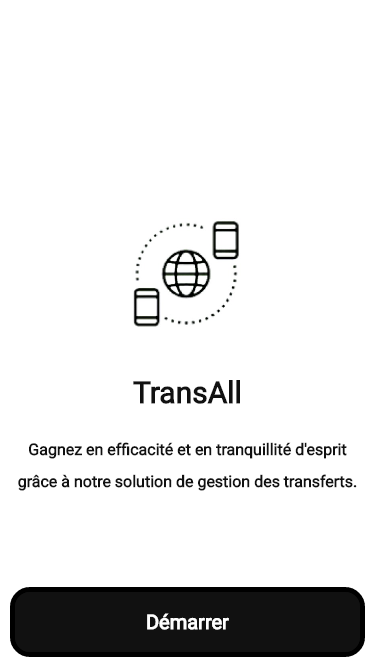 TransAll
Gagnez en efficacité et en tranquillité d'esprit
grâce à notre solution de gestion des transferts.
Démarrer